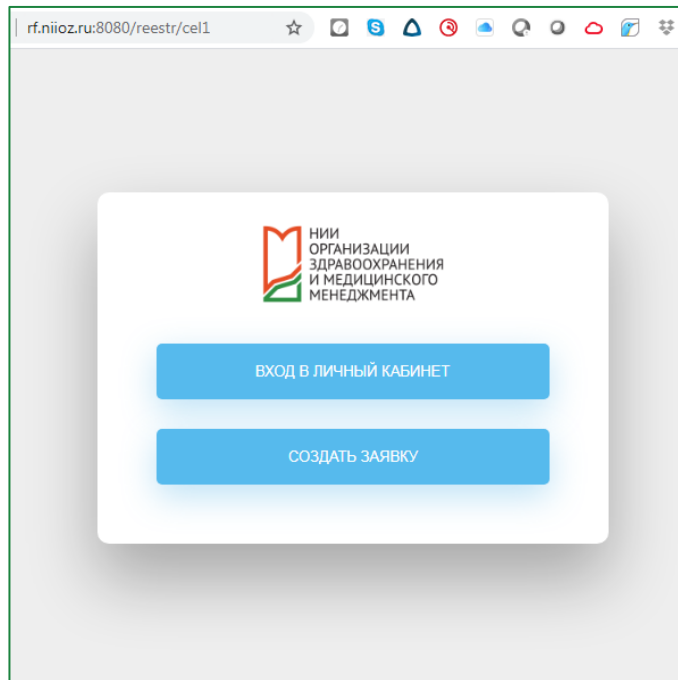 rf.niioz.ru:8080/reestr/cel1
НИИ
ОРГАНИЗАЦИИ
ЗДРАВООХРАНЕНИЯ
И МЕДИЦИНСКОГО
МЕНЕДЖМЕНТА
ВХОД В ЛИЧНЫЙ КАБИНЕТ
СОЗДАТЬ ЗАЯВКУ